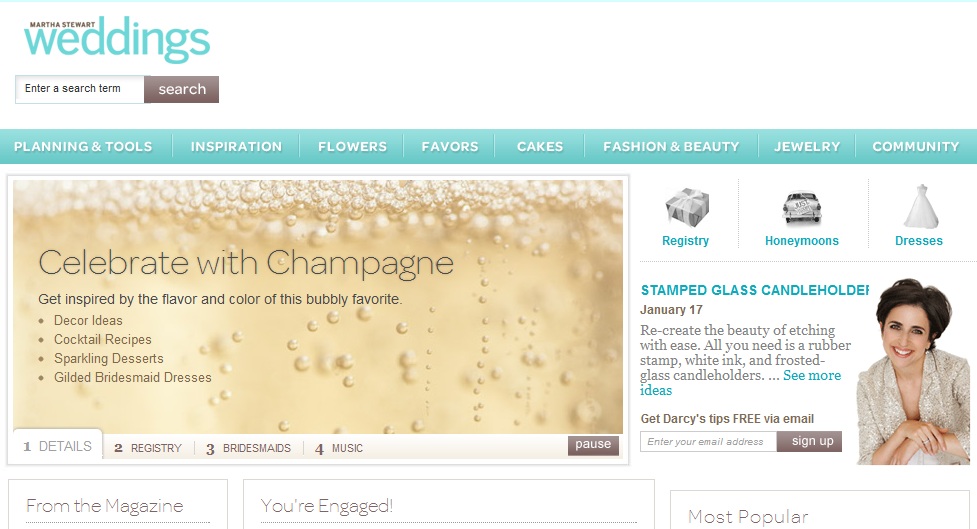 MARTHA STEWART
weddings
Enter a search term
search
PLANNING & TOOLS
INSPIRATION
FLOWERS
FAVORS
CAKES
FASHION & BEAUTY
JEWELRY
COMMUNITY
Celebrate with Champagne
Get inspired by the flavor and color of this bubbly favorite.
Decor Ideas
Cocktail Recipes
Sparkling Desserts
Gilded Bridesmaid Dresses
1 DETAILS
2 REGISTRY
3 BRIDESMAIDS
4 MUSIC
pause
JUST
Registry
Honeymoons
Dresses
STAMPED GLASS CANDLEHOLDER
January 17
Re-create the beauty of etching
with ease. All you need is a rubber
stamp, white ink, and frosted-
glass candleholders. ... See more
ideas
Get Darcy's tips FREE via email
Enter your email address
sign up
From the Magazine
You're Engaged!
Most Popular